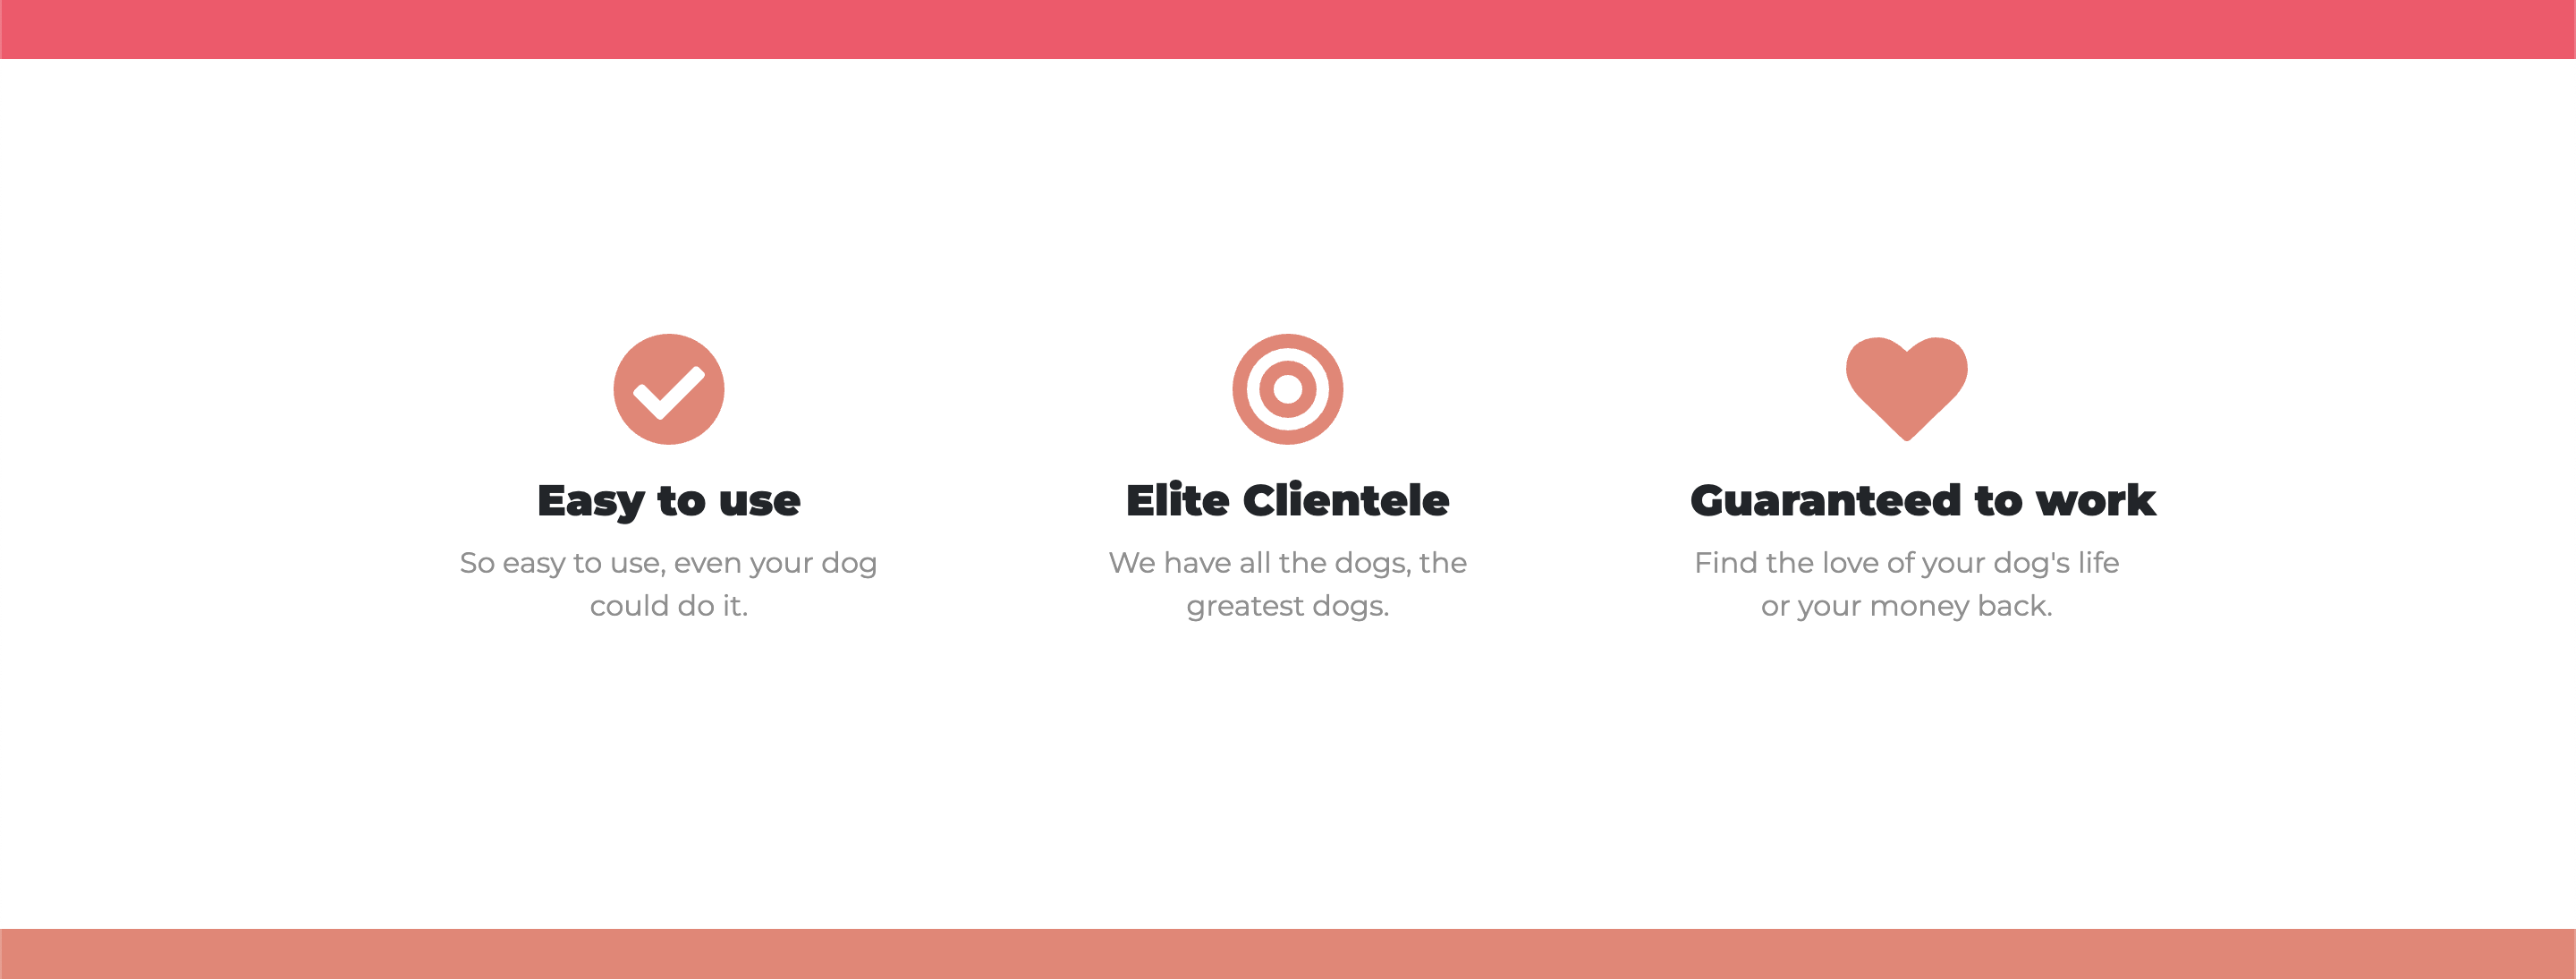 Easy to use
So easy to use, even your dog
could do it.
Elite Clientele
We have all the dogs, the
greatest dogs.
Guaranteed to work
Find the love of your dog's life
or your money back.